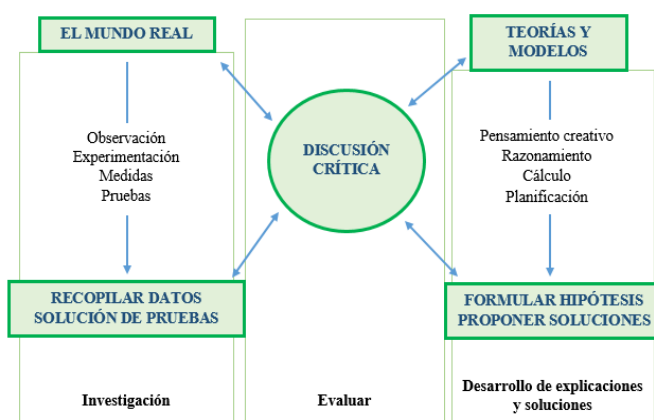 EL MUNDO REAL
Observación
Experimentación
Medidas
Pruebas
RECOPILAR DATOS
SOLUCIÓN DE PRUEBAS
Investigación
DISCUSIÓN
CRÍTICA
Evaluar
TEORÍAS Y
MODELOS
Pensamiento creativo
Razonamiento
Cálculo
Planificación
FORMULAR HIPÓTESIS
PROPONER SOLUCIONES
Desarrollo de explicaciones
y soluciones